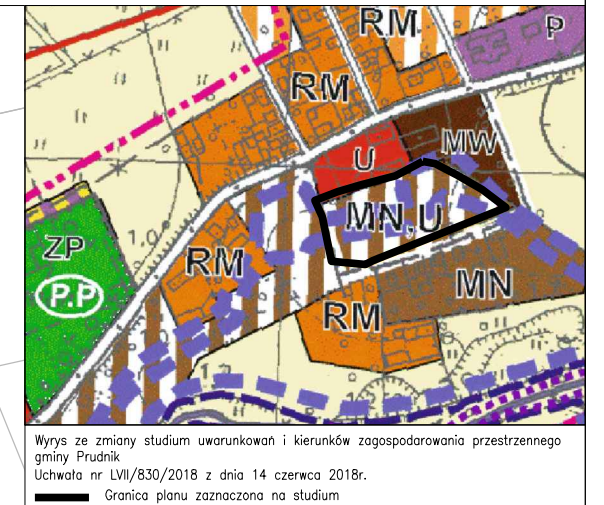 RM
P
RM
U
MW
MN,U
ZP
1,0
P.P
RM
MN
RM
Wyrys ze zmiany studium uwarunkowań i kierunków zagospodarowania przestrzennego
gminy Prudnik
Uchwała nr LVII/830/2018 z dnia 14 czerwca 2018r.
Granica planu zaznaczona na studium